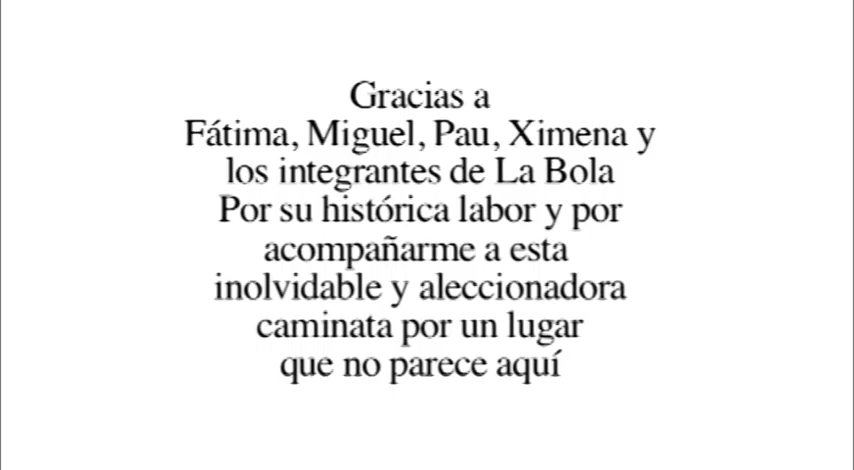 Gracias a
Fátima, Miguel, Pau, Ximena y
los integrantes de La Bola
Por su histórica labor y por
acompañarme a esta
inolvidable y aleccionadora
caminata por un lugar
que no parece aquí